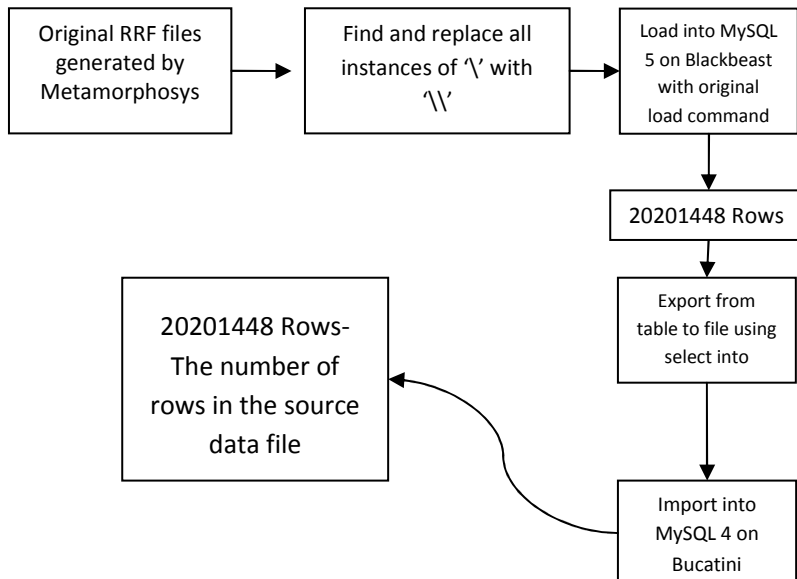 Original RRF files
generated by
Metamorphosys
Find and replace all
instances of ‘\’ with
‘\\’
Load into MySQL
5 on Blackbeast
with original
load command
20201448 Rows
Export from
table to file using
select into
Import into
MySQL 4 on
Bucatini
20201448 Rows-
The number of
rows in the source
data file